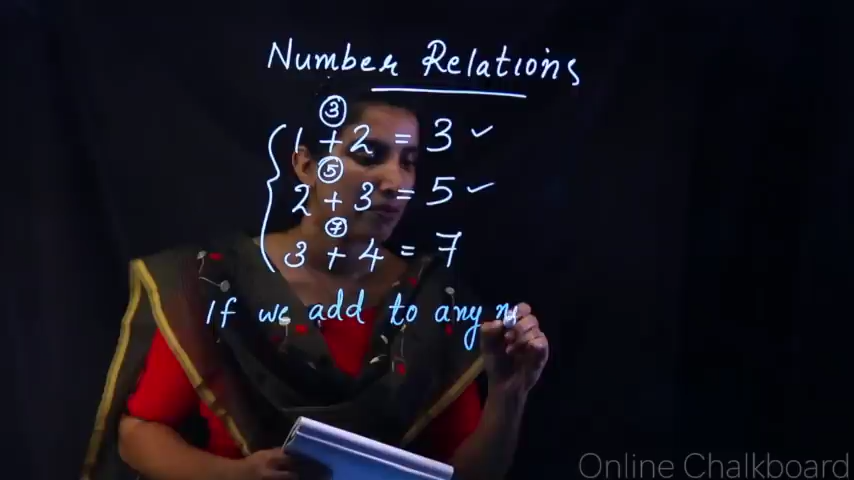 Number Relations
3
1 + 2 = 3 ✓
5
2 + 3 = 5 ✓
7
3 + 4 = 7
If we add to any
Online Chalkboard